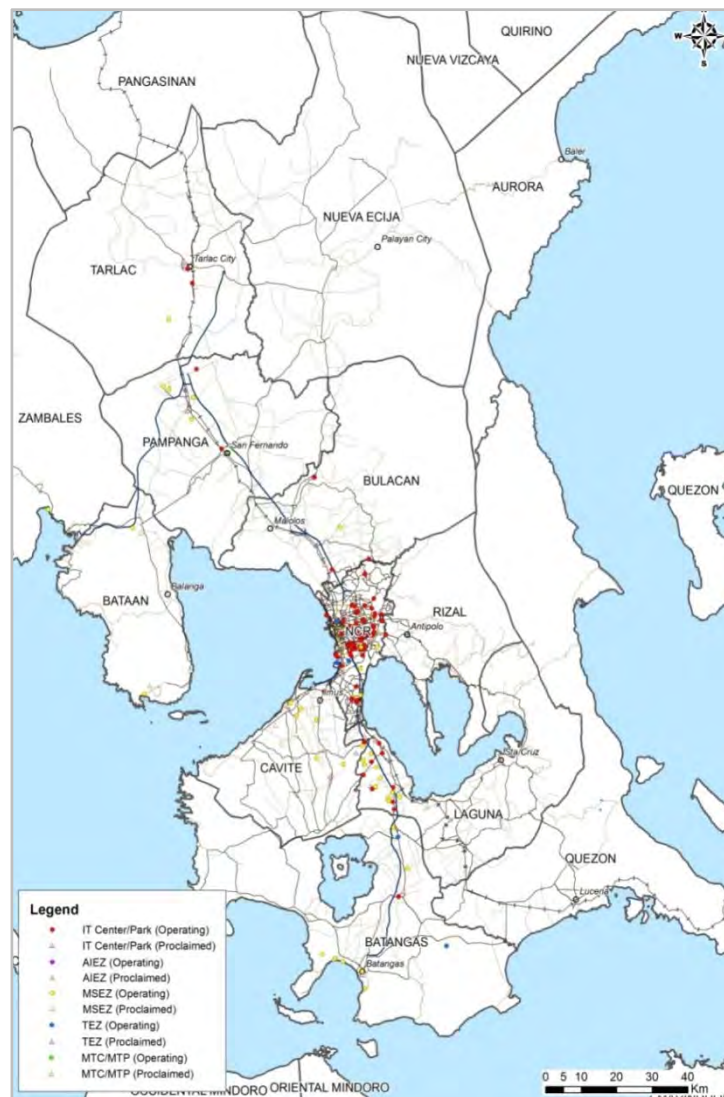 N
W
S
QUIRINO
NUEVA VIZCAYA
PANGASINAN
Baler
AURORA
NUEVA ECIJA
Palayan City
Tarlac City
TARLAC
ZAMBALES
PAMPANGA
San Fernando
BULACAN
QUEZON
Malolos
Balanga
BATAAN
RIZAL
NCR
Antipolo
Imus
Sta Cruz
CAVITE
LAGUNA
QUEZON
Lucena
BATANGAS
Batangas
Legend
IT Center/Park (Operating)
IT Center/Park (Proclaimed)
AIEZ (Operating)
AIEZ (Proclaimed)
MSEZ (Operating)
MSEZ (Proclaimed)
TEZ (Operating)
TEZ (Proclaimed)
MTC/MTP (Operating)
MTC/MTP (Proclaimed)
0 5 10 20 30 40
Km
OCCIDENTAL MINDORO
ORIENTAL MINDORO